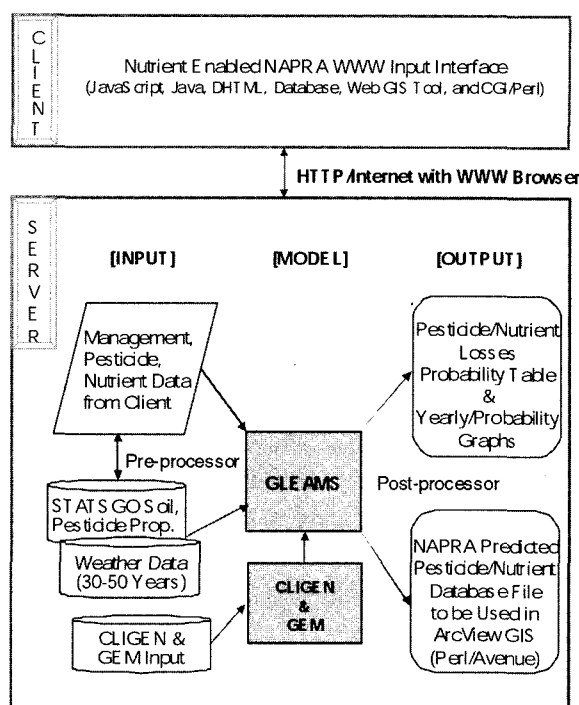 CLIENT
Nutrient Enabled NAPRA WWW Input Interface
(JavaScript, Java, DHTML, Database, Web GIS Tool, and CGI/Perl)
HTTP/Internet with WWW Browser
SERVER
[INPUT]
[MODEL]
[OUTPUT]
Management,
Pesticide,
Nutrient Data
from Client
Pre-processor
STATSGO Soil,
Pesticide Prop.
Weather Data
(30-50 Years)
CLIGEN &
GEM Input
GLEAMS
CLIGEN
&
GEM
Post-processor
Pesticide/Nutrient
Losses
Probability Table
&
Yearly/Probability
Graphs
NAPRA Predicted
Pesticide/Nutrient
Database File
to be Used in
ArcView GIS
(Perl/Avenue)